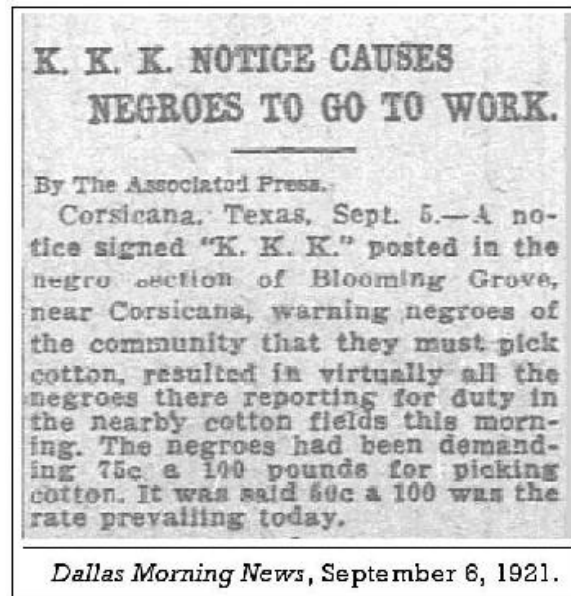 K. K. K. NOTICE CAUSES
NEGROES TO GO TO WORK.
By The Associated Press.
Corsicana, Texas, Sept. 5.—A no-
tice signed "K. K. K." posted in the
negro section of Blooming Grove,
near Corsicana, warning negroes of
the community that they must pick
cotton, resulted in virtually all the
negroes there reporting for duty in
the nearby cotton fields this morn-
ing. The negroes had been demand-
ing 75c a 100 pounds for picking
cotton. It was said 50c a 100 was the
rate prevailing today.
Dallas Morning News, September 6, 1921.